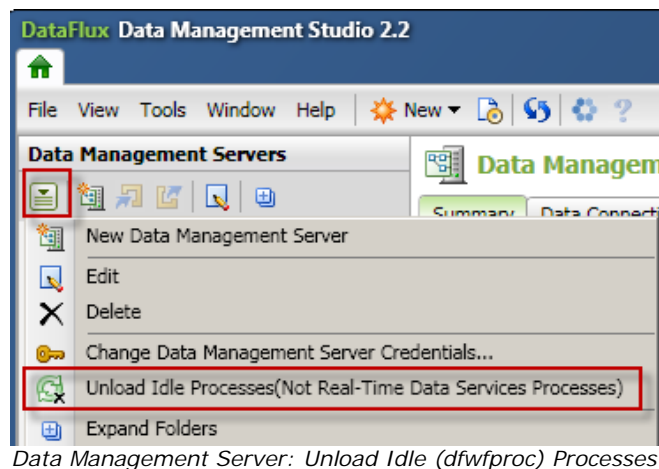 DataFlux Data Management Studio 2.2
File View Tools Window Help New
Data Management Servers
Data Managem
Summary Data Connecti
New Data Management Server
Edit
Delete
Change Data Management Server Credentials...
Unload Idle Processes(Not Real-Time Data Services Processes)
Expand Folders
Data Management Server: Unload Idle (dfwfproc) Processes